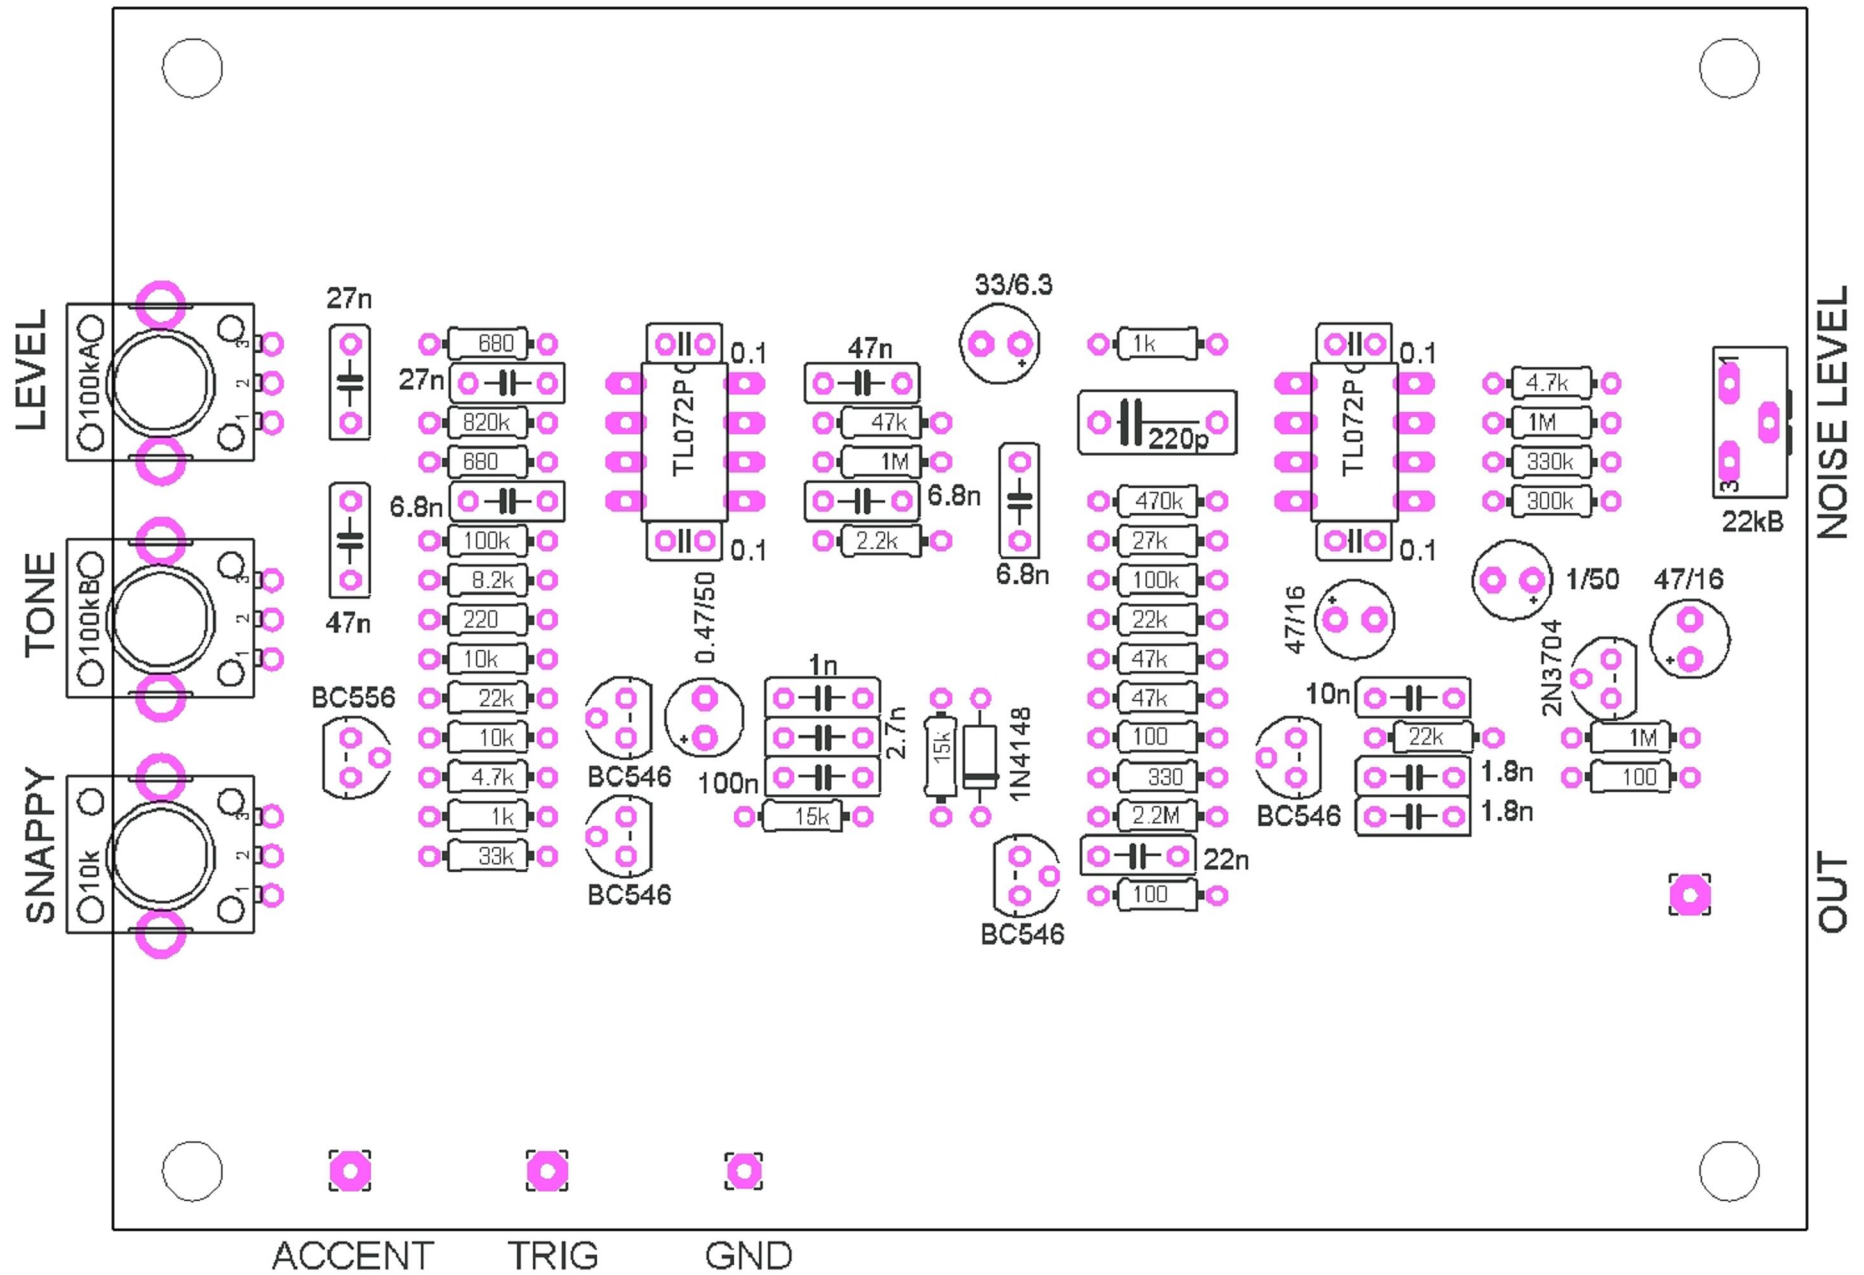 LEVEL
100kA
3
2
1
TONE
100kB
3
2
1
SNAPPY
10k
3
2
1
27n
47n
BC556
680
27n
820k
680
6.8n
100k
8.2k
220
10k
22k
10k
4.7k
1k
33k
0.1
TL072P
0.1
BC546
BC546
0.47/50
+
47n
47k
1M
6.8n
2.2k
1n
2.7n
100n
15k
15k
1N4148
33/6.3
+
6.8n
BC546
1k
220p
470k
27k
100k
22k
47k
47k
100
330
2.2M
22n
100
0.1
TL072P
0.1
47/16
+
BC546
10n
22k
1.8n
1.8n
4.7k
1M
330k
300k
1/50
+
2N3704
47/16
+
1M
100
1
3
22kB
NOISE LEVEL
OUT
ACCENT
TRIG
GND